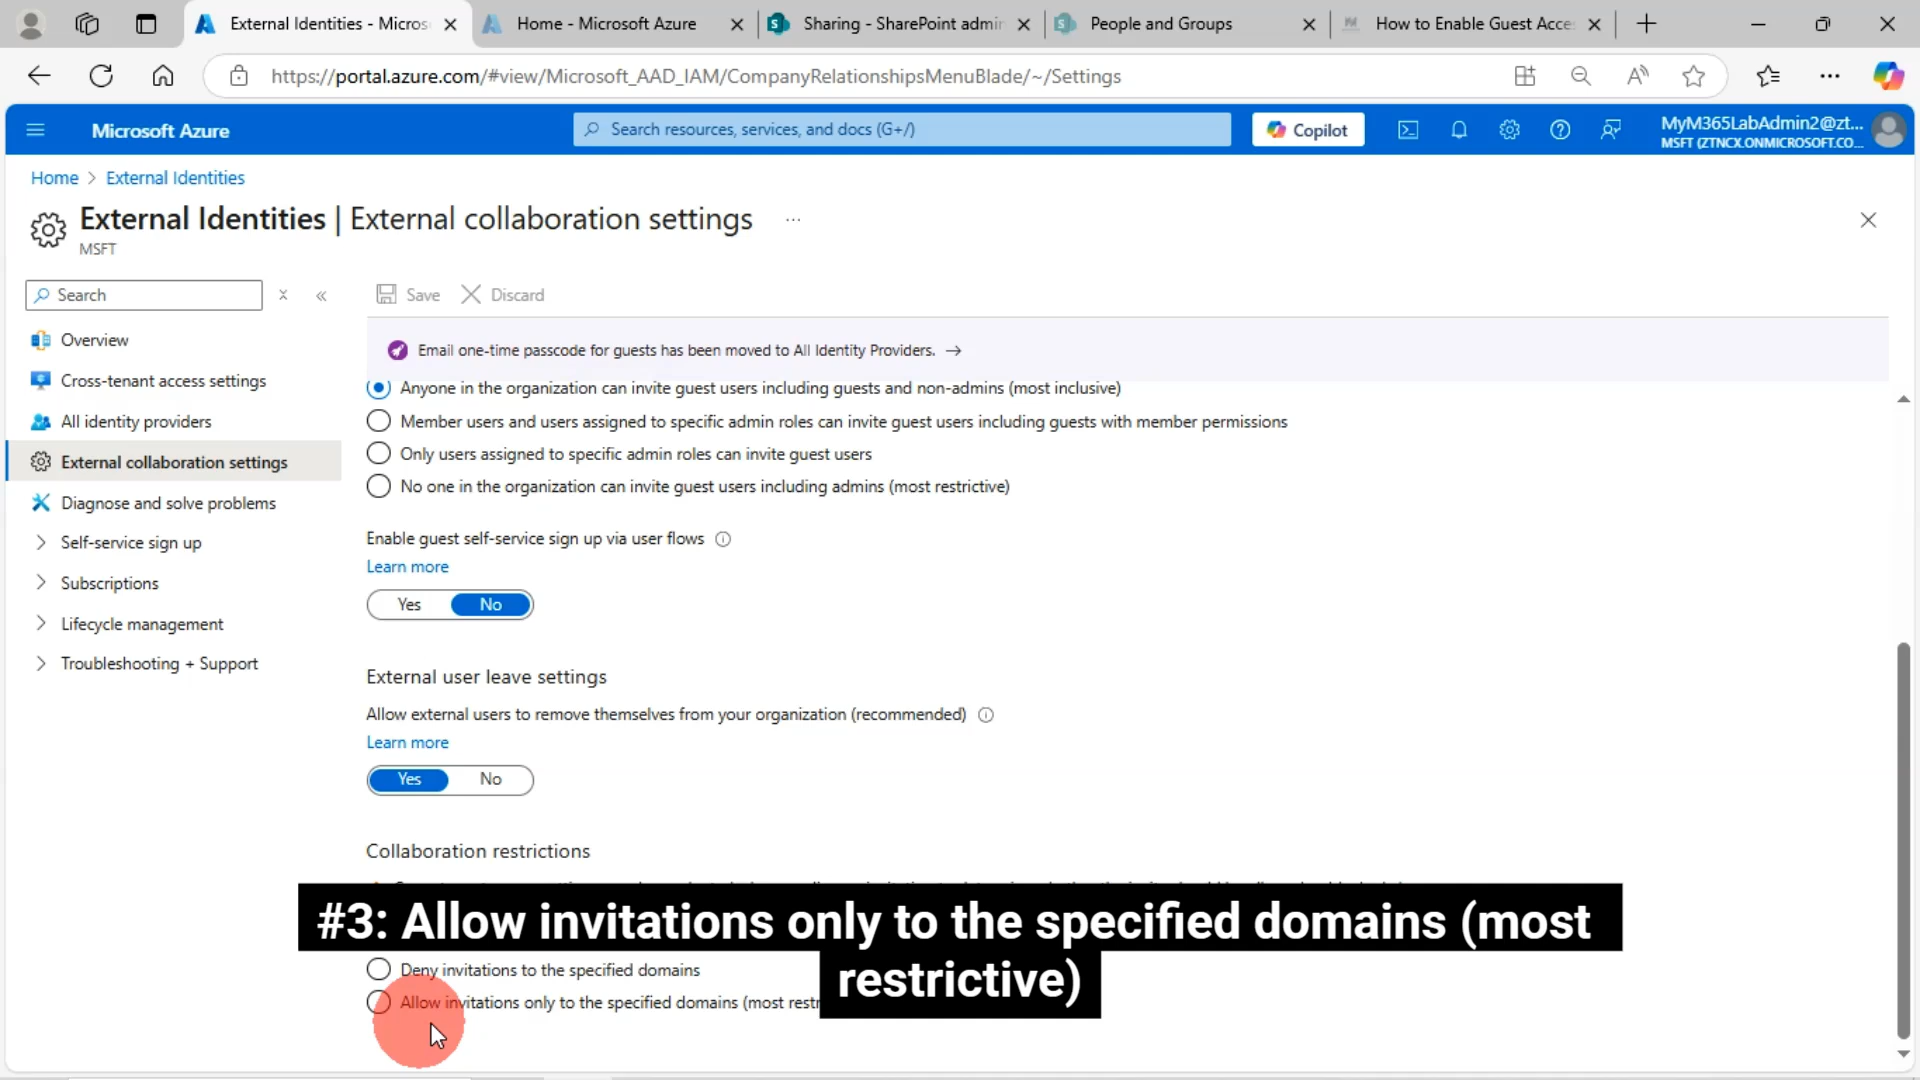 External Identities - Micros
Home - Microsoft Azure
Sharing - SharePoint admin
People and Groups
How to Enable Guest Acce
https://portal.azure.com/#view/Microsoft_AAD_IAM/CompanyRelationshipsMenuBlade/~/Settings
Microsoft Azure
Search resources, services, and docs (G+/)
Copilot
MyM365LabAdmin2@zt...
MSFT (ZTNCX.ONMICROSOFT.CO...
Home > External Identities
External Identities | External collaboration settings ...
MSFT
Search
Save
Discard
Overview
Cross-tenant access settings
All identity providers
External collaboration settings
Diagnose and solve problems
Self-service sign up
Subscriptions
Lifecycle management
Troubleshooting + Support
Email one-time passcode for guests has been moved to All Identity Providers. →
Anyone in the organization can invite guest users including guests and non-admins (most inclusive)
Member users and users assigned to specific admin roles can invite guest users including guests with member permissions
Only users assigned to specific admin roles can invite guest users
No one in the organization can invite guest users including admins (most restrictive)
Enable guest self-service sign up via user flows
Learn more
Yes No
External user leave settings
Allow external users to remove themselves from your organization (recommended)
Learn more
Yes No
Collaboration restrictions
#3: Allow invitations only to the specified domains (most
restrictive)
Deny invitations to the specified domains
Allow invitations only to the specified domains (most restr